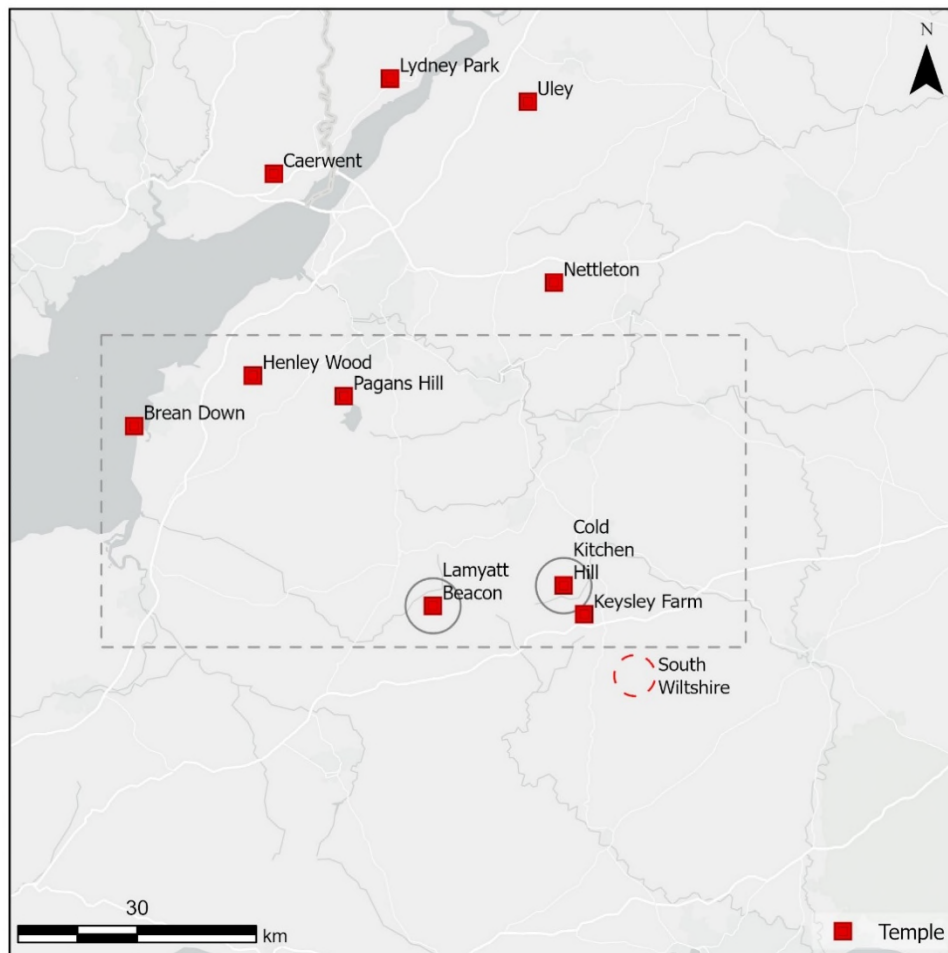 N
Lydney Park
Uley
Caerwent
Nettleton
Henley Wood
Pagans Hill
Brean Down
Cold
Kitchen
Hill
Lamyatt
Beacon
Keysley Farm
South
Wiltshire
30
km
Temple